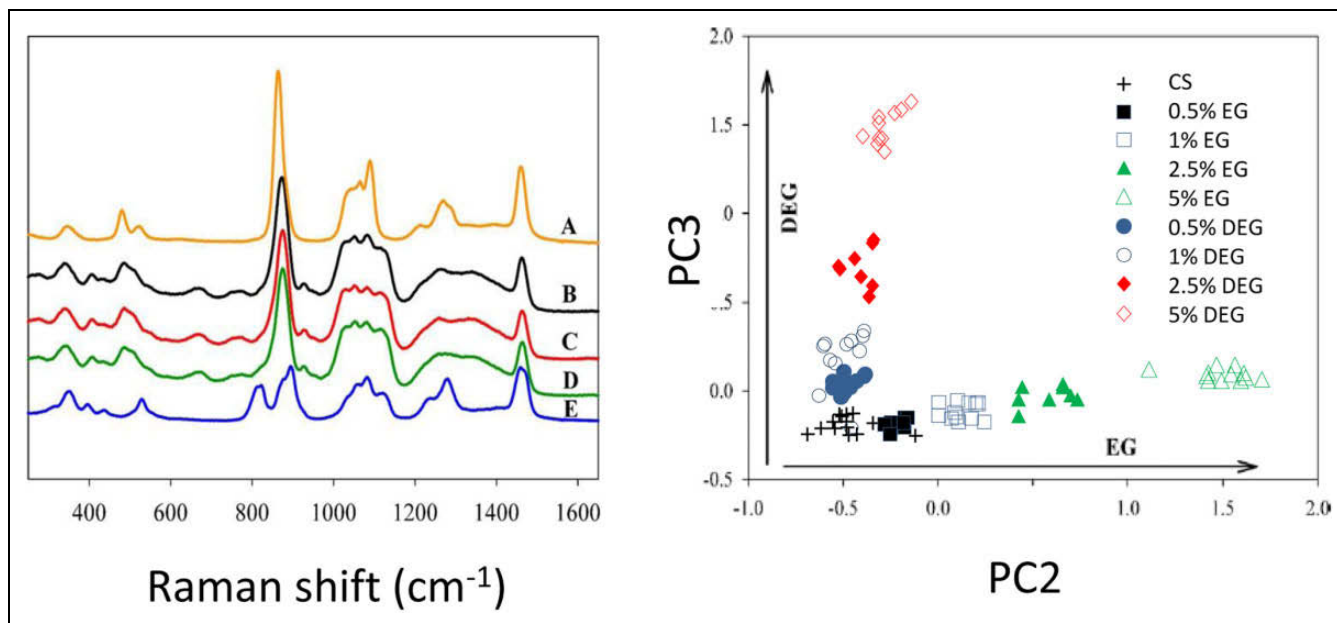 A
B
C
D
E
400 600 800 1000 1200 1400 1600
Raman shift (cm⁻¹)
2.0
1.5
.0
.5
0.0
-0.5
PC3
DEG
EG
CS
0.5% EG
1% EG
2.5% EG
5% EG
0.5% DEG
1% DEG
2.5% DEG
5% DEG
-1.0 -0.5 0.0 1.0 1.5 2.0
PC2